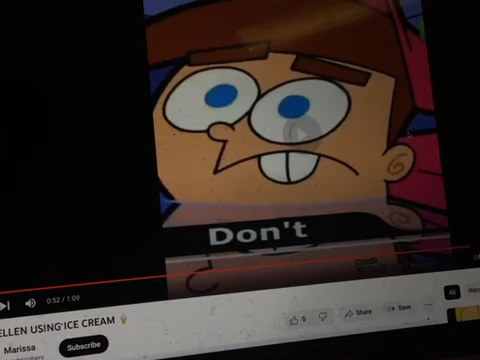 Don't
0:52 / 1:09
ELLEN USING ICE CREAM
Marissa
Subscribe
0
Share
Save
...
All